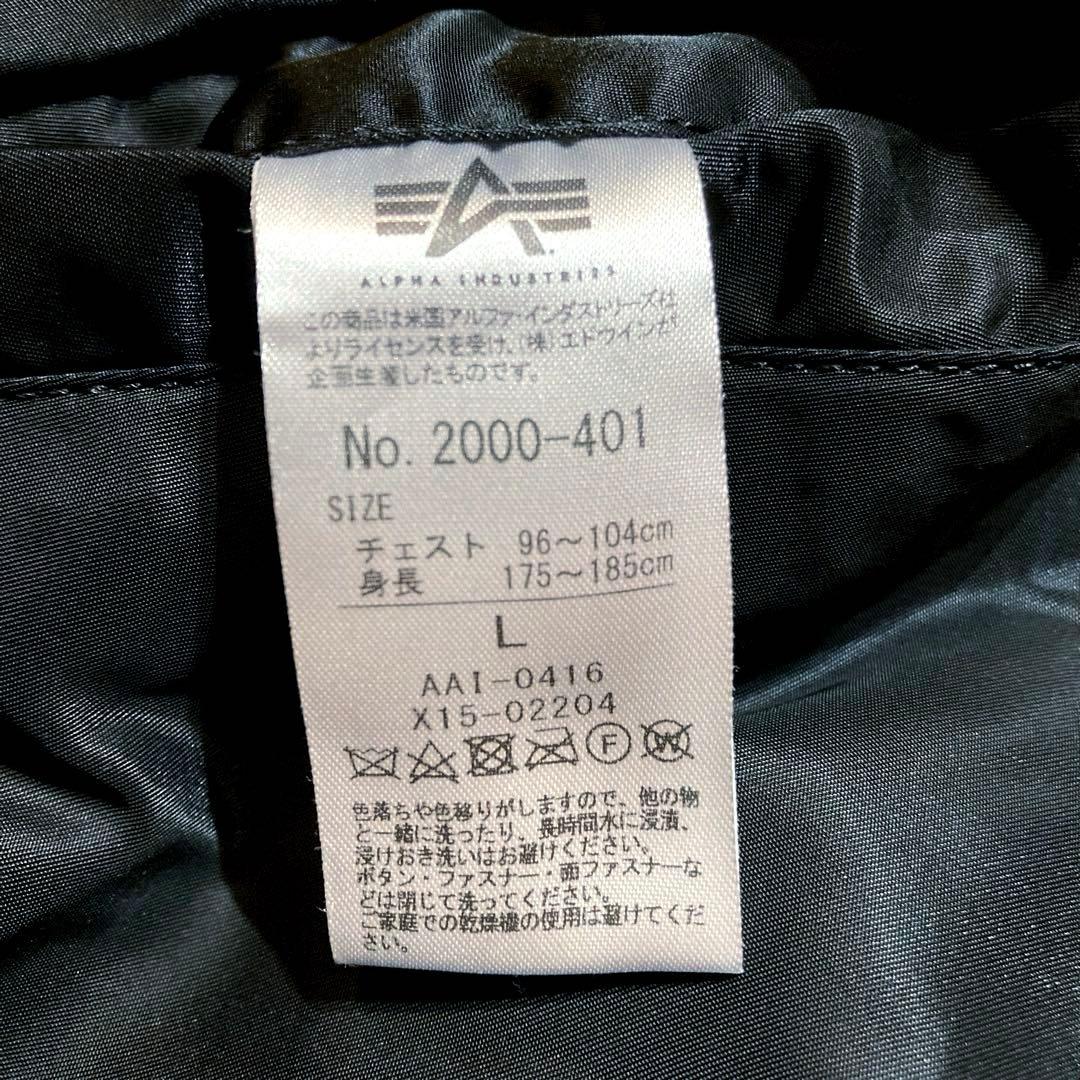 ALPHA INDUSTRIES
この商品は米国アルファ・インダストリーズ社
よりライセンスを受け、(株)エドウインが
企画生産したものです。
No. 2000-401
SIZE
チェスト 96～104cm
身長 175～185cm
L
AAI-0416
X15-02204
F W
色落ちや色移りがしますので、他の物
と一緒に洗ったり、長時間水に浸漬、
浸けおき洗いはお避けください。
ボタン・ファスナー・面ファスナーな
どは閉じて洗ってください。
ご家庭での乾燥機の使用は避けてくだ
さい。